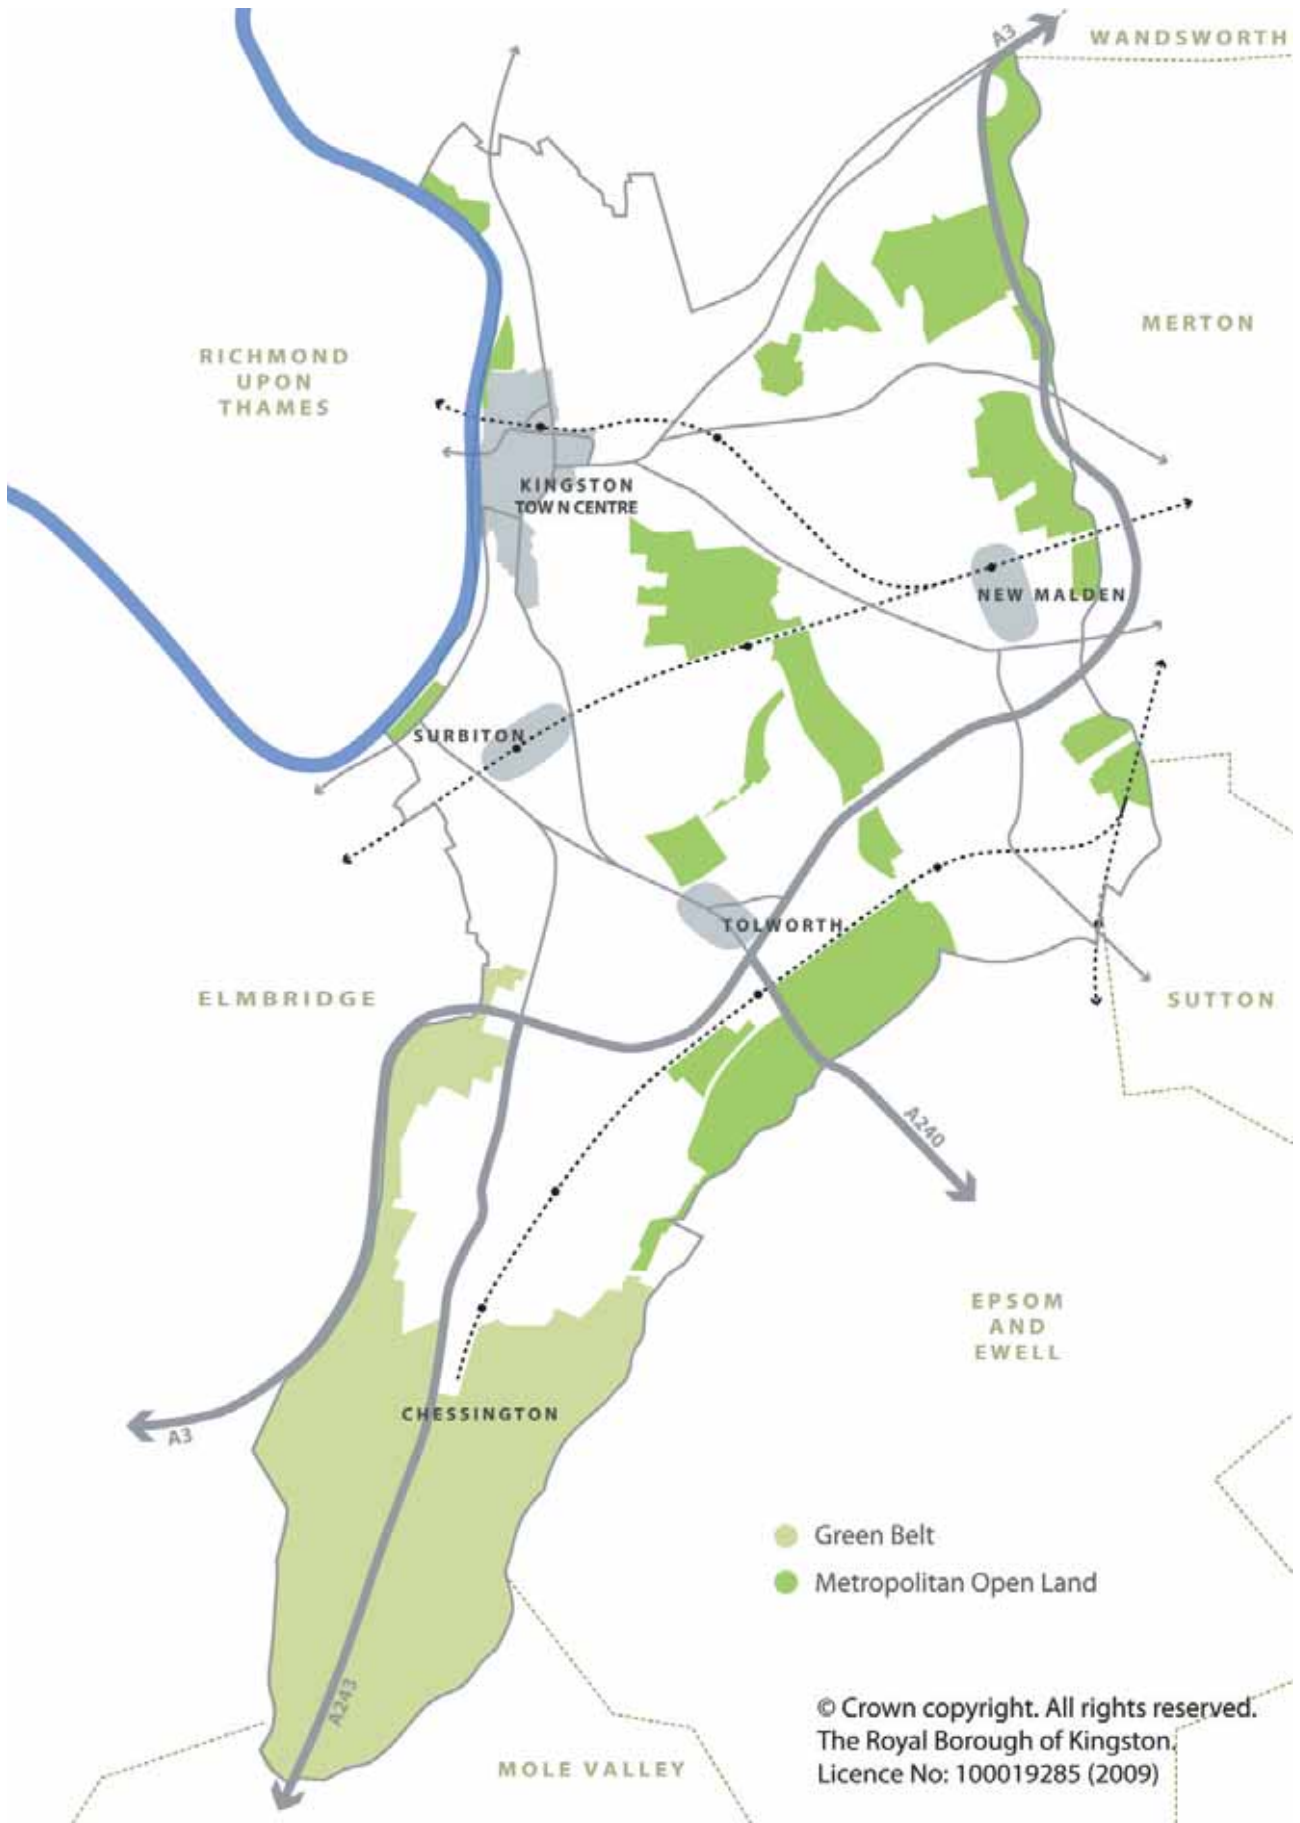 A3
WANDSWORTH
MERTON
RICHMOND
UPON
THAMES
KINGSTON
TOWN CENTRE
NEW MALDEN
SURBITON
TOLWORTH
ELMBRIDGE
SUTTON
A240
EPSOM
AND
EWELL
CHESSINGTON
A3
Green Belt
Metropolitan Open Land
A243
MOLE VALLEY
© Crown copyright. All rights reserved.
The Royal Borough of Kingston.
Licence No: 100019285 (2009)